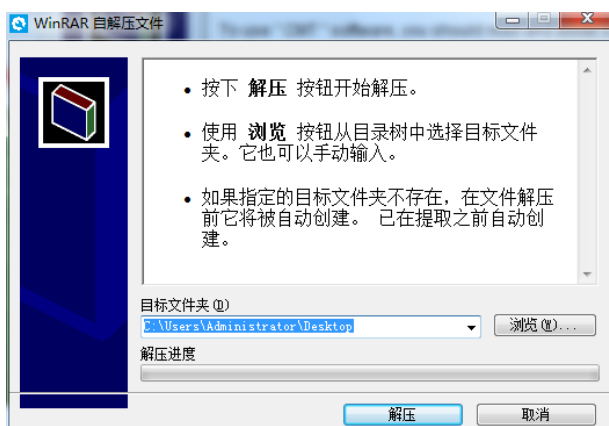 WinRAR 自解压文件
• 按下 解压 按钮开始解压。
• 使用 浏览 按钮从目录树中选择目标文件
夹。它也可以手动输入。
• 如果指定的目标文件夹不存在，在文件解压
前它将被自动创建。 已在提取之前自动创
建。
目标文件夹(D)
C:\Users\Administrator\Desktop
浏览(W)...
解压进度
解压
取消